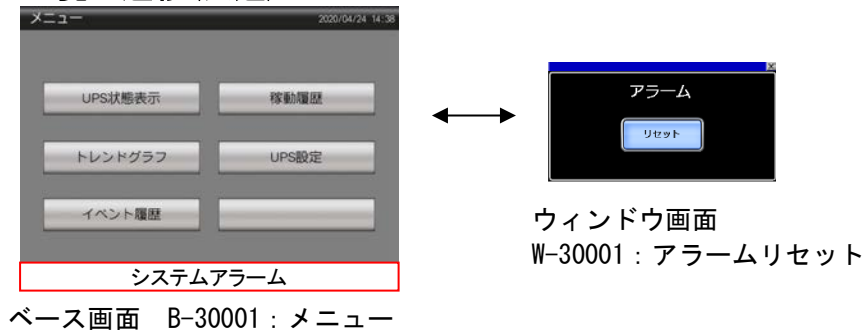 メニュー 2020/04/24 14:38
UPS状態表示 稼動履歴
トレンドグラフ UPS設定
イベント履歴
システムアラーム
ベース画面 B-30001：メニュー
アラーム
リセット
ウィンドウ画面
W-30001：アラームリセット